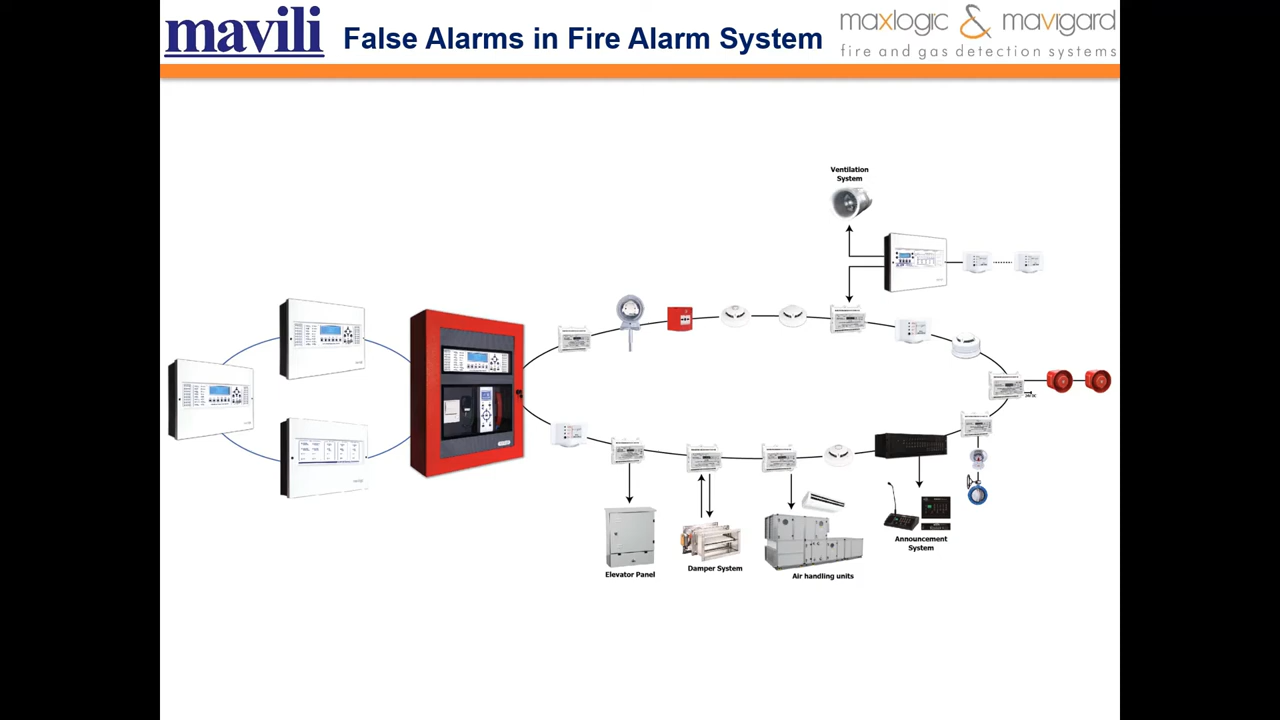 mavili
False Alarms in Fire Alarm System
maxlogic & mavigard
fire and gas detection systems
Ventilation
System
Elevator Panel
Damper System
Air handling units
Announcement
System